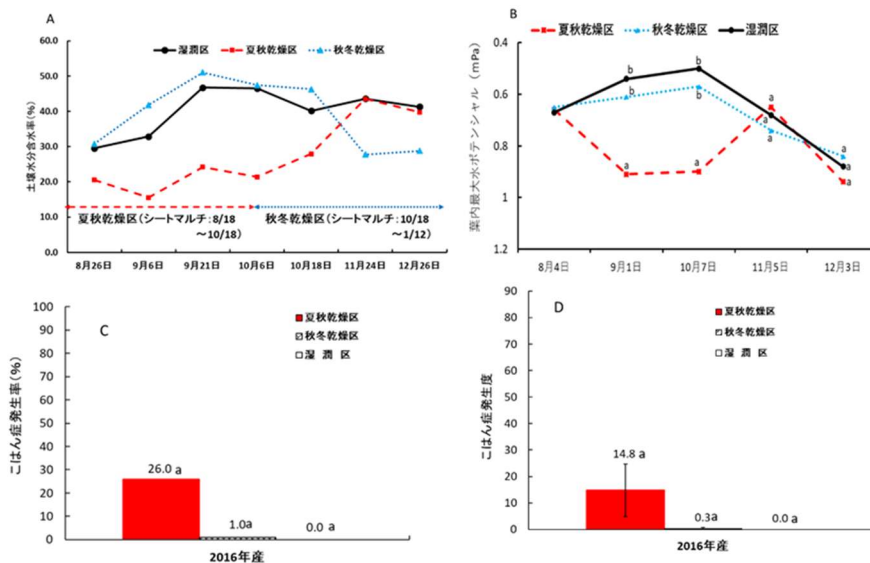 A
湿潤区 夏秋乾燥区 秋冬乾燥区
60.0
50.0
40.0
30.0
20.0
10.0
0.0
土壌水分含水率(%)
夏秋乾燥区(シートマルチ:8/18
～10/18)
秋冬乾燥区(シートマルチ:10/18
～1/12)
8月26日 9月6日 9月21日 10月6日 10月18日 11月24日 12月26日
B
夏秋乾燥区 秋冬乾燥区 湿潤区
0.4
0.6
0.8
1
1.2
葉内最大水ポテンシャル (mPa)
b b
b b
a a
a
a
a
a
a
a
8月4日 9月1日 10月7日 11月5日 12月3日
C
夏秋乾燥区
秋冬乾燥区
湿 潤 区
100
90
80
70
60
50
40
30
20
10
0
こはん症発生率(%)
26.0 a
1.0a
0.0 a
2016年産
D
夏秋乾燥区
秋冬乾燥区
湿 潤 区
90
80
70
60
50
40
30
20
10
0
こはん症発生度
14.8 a
0.3a
0.0 a
2016年産